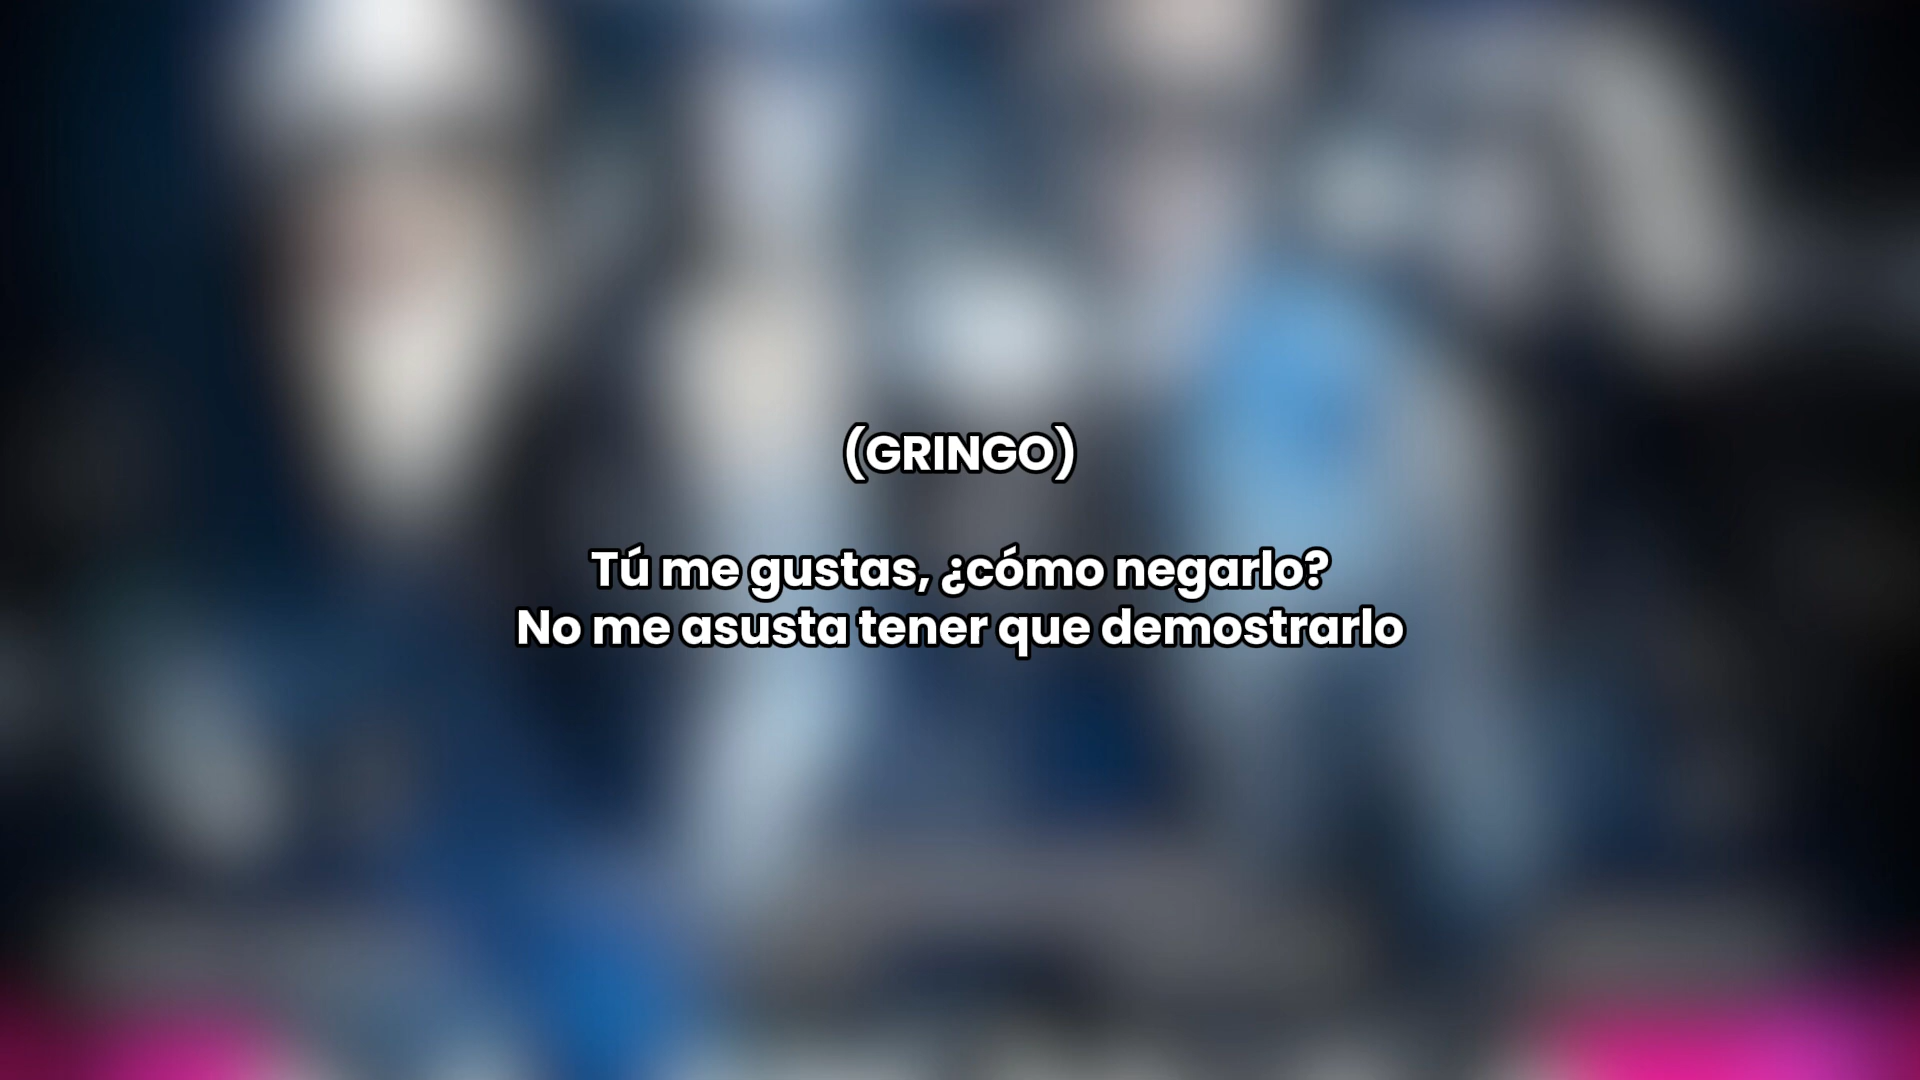 (GRINGO)
Tú me gustas, ¿cómo negarlo?
No me asusta tener que demostrarlo